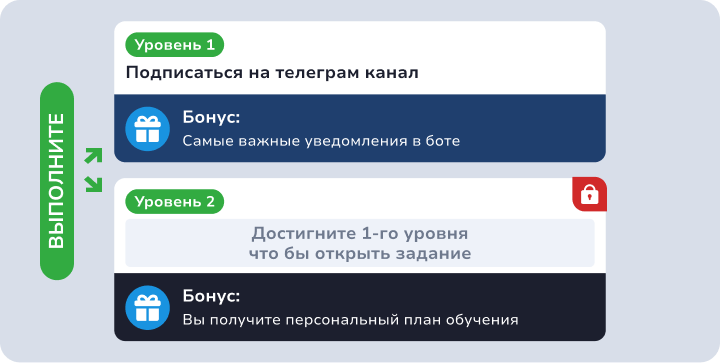 ВЫПОЛНИТЕ
Уровень 1
Подписаться на телеграм канал
Бонус:
Самые важные уведомления в боте
Уровень 2
Достигните 1-го уровня
что бы открыть задание
Бонус:
Вы получите персональный план обучения